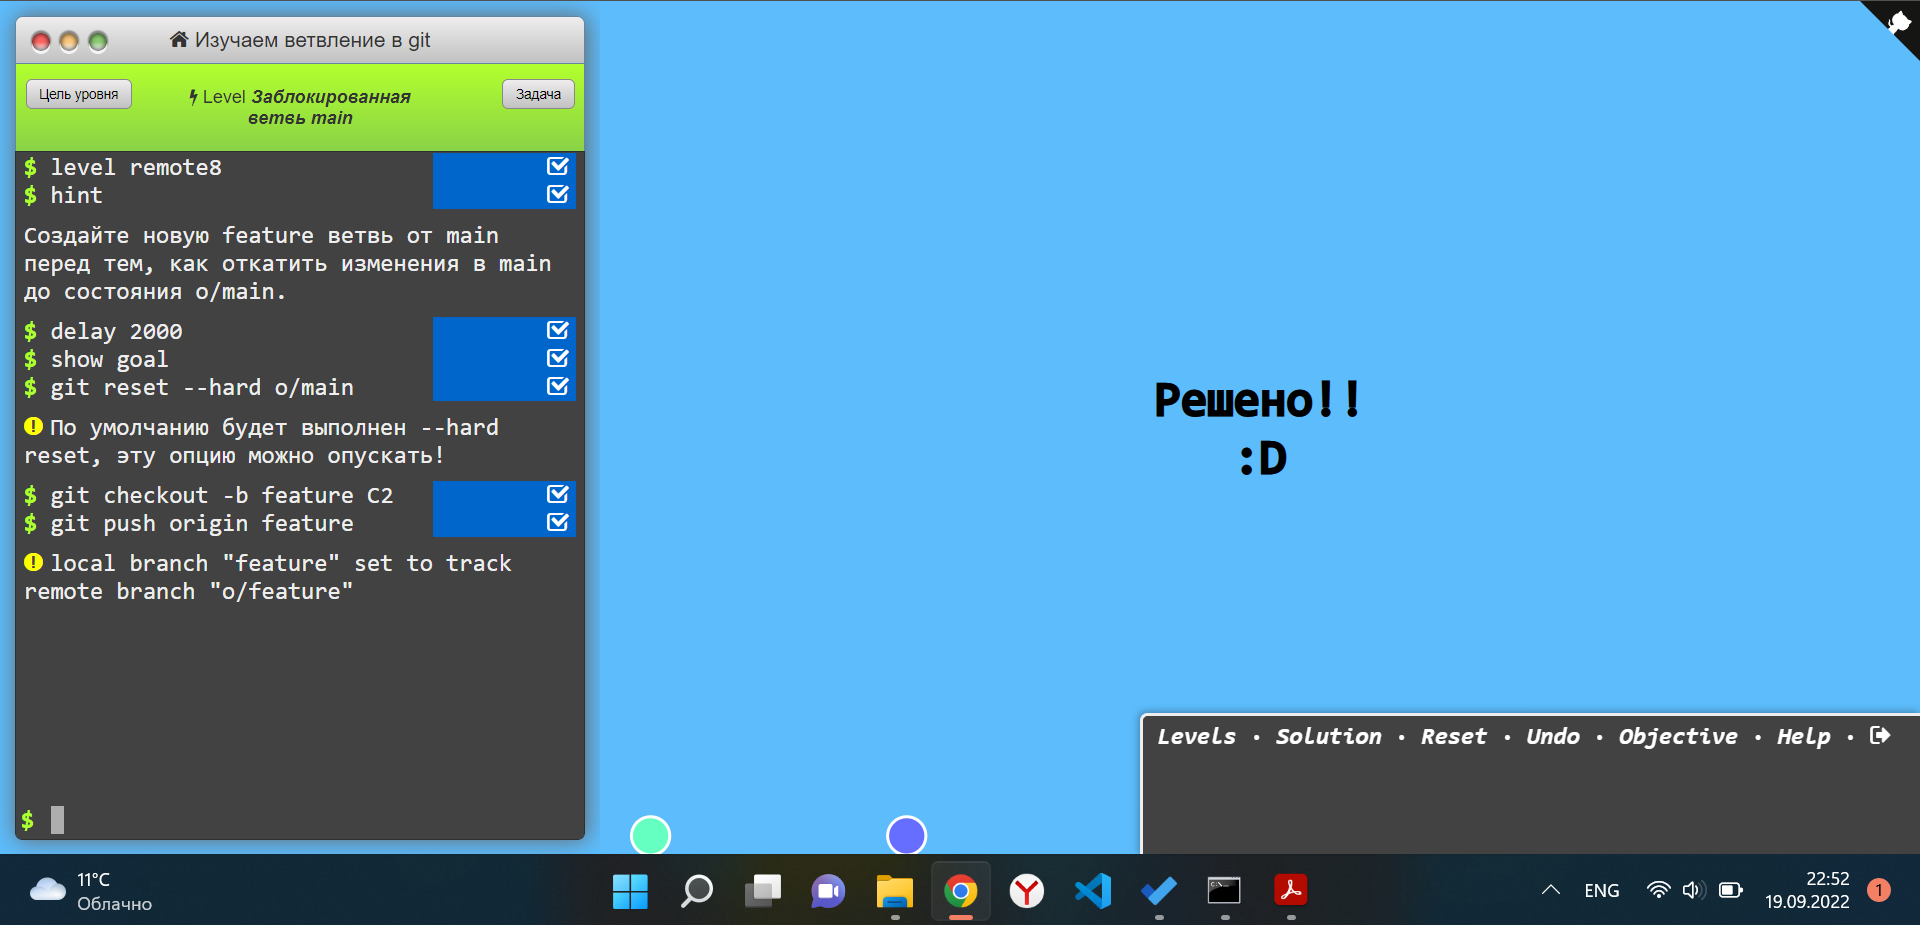 Изучаем ветвление в git
Цель уровня
Level Заблокированная
ветвь main
Задача
$ level remote8
$ hint
Создайте новую feature ветвь от main
перед тем, как откатить изменения в main
до состояния o/main.
$ delay 2000
$ show goal
$ git reset --hard o/main
По умолчанию будет выполнен --hard
reset, эту опцию можно опускать!
$ git checkout -b feature C2
$ git push origin feature
local branch "feature" set to track
remote branch "o/feature"
$
Решено!!
:D
Levels · Solution · Reset · Undo · Objective · Help ·
11°C
Облачно
ENG
22:52
19.09.2022
1